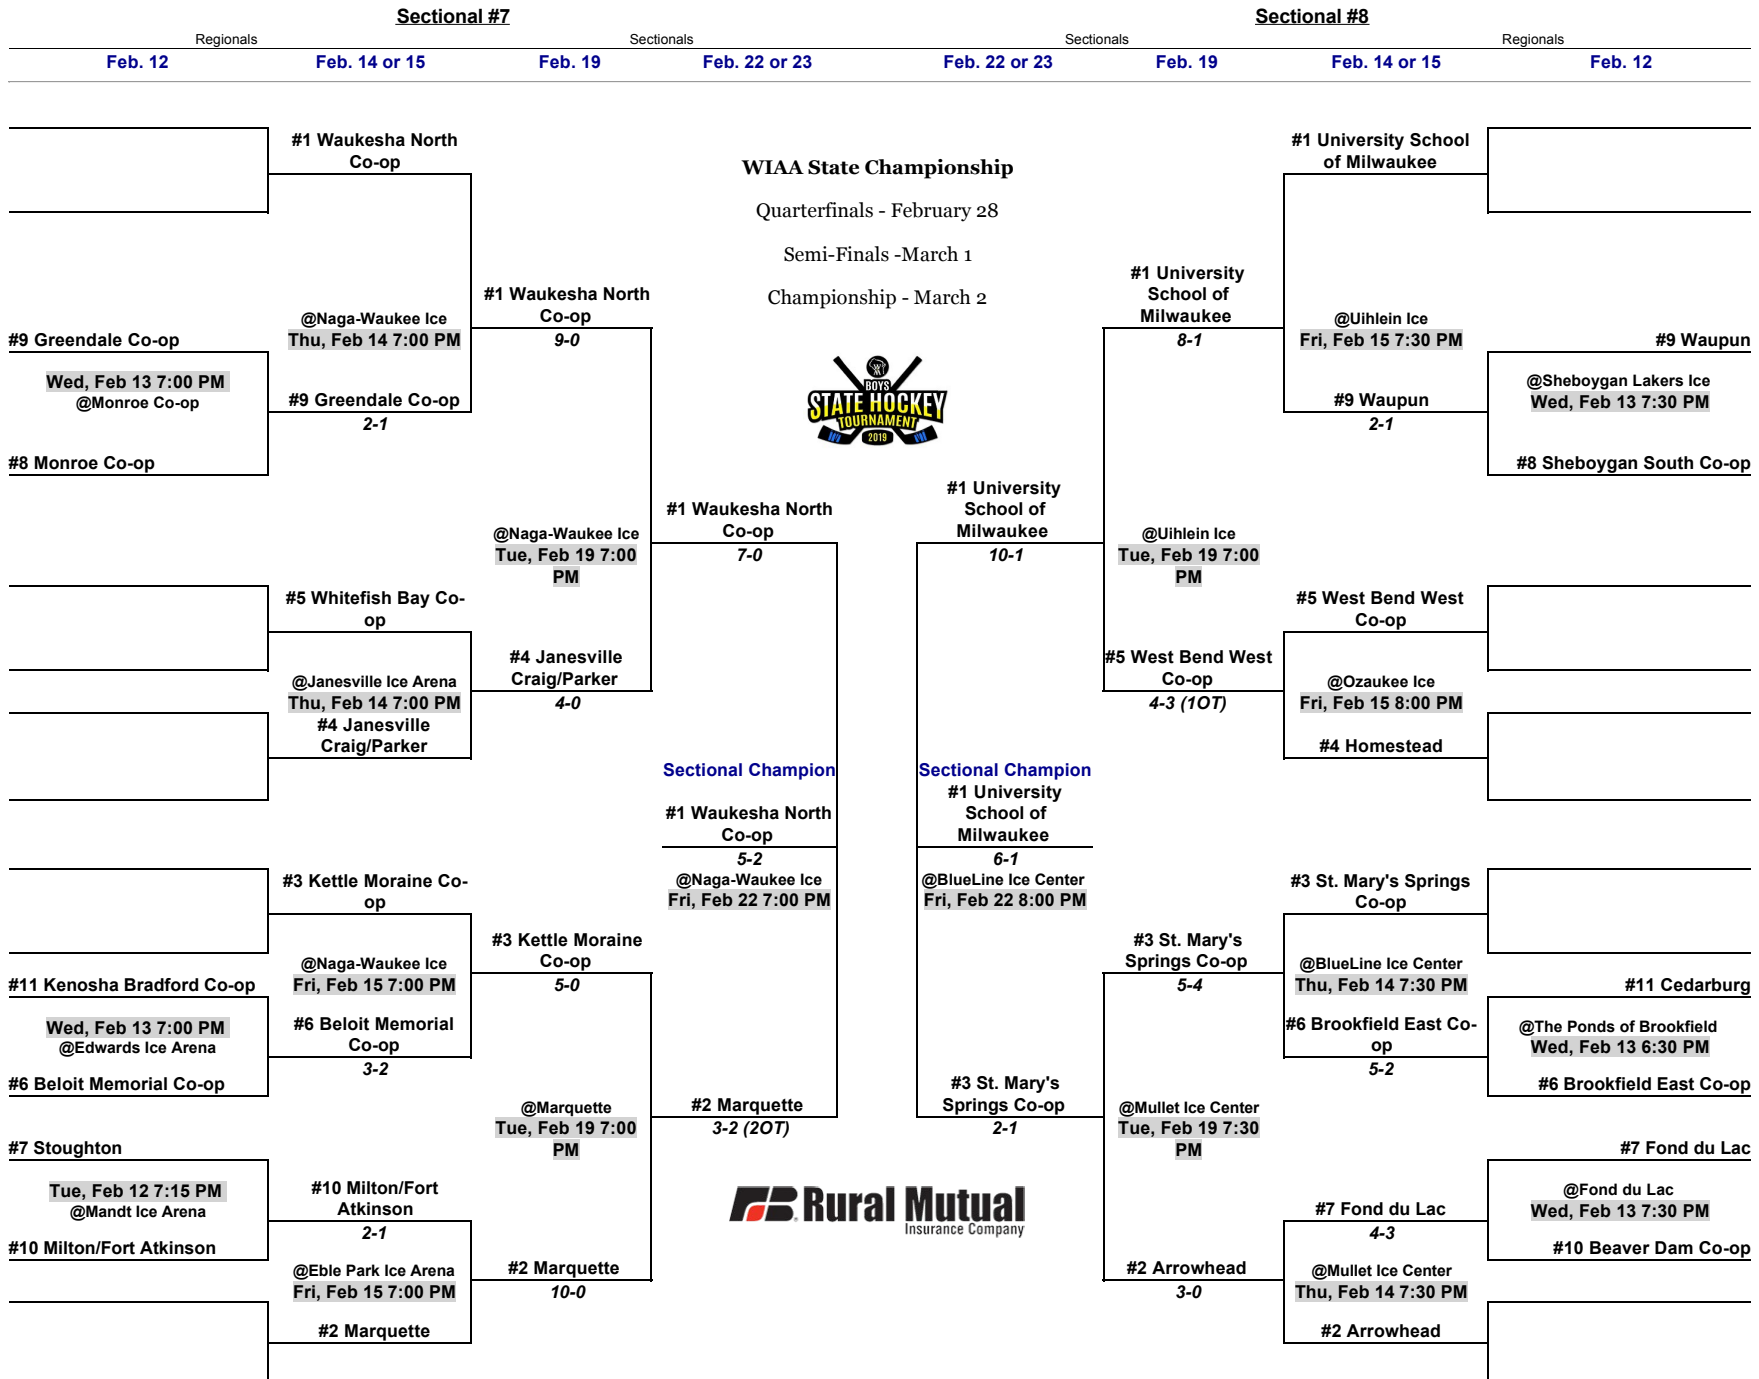 Sectional #7
Sectional #8
Regionals
Sectionals
Sectionals
Regionals
Feb. 12
Feb. 14 or 15
Feb. 19
Feb. 22 or 23
Feb. 22 or 23
Feb. 19
Feb. 14 or 15
Feb. 12
#1 Waukesha North
Co-op
@Naga-Waukee Ice
Thu, Feb 14 7:00 PM
#9 Greendale Co-op
Wed, Feb 13 7:00 PM
@Monroe Co-op
#8 Monroe Co-op
#9 Greendale Co-op
2-1
#1 Waukesha North
Co-op
9-0
@Naga-Waukee Ice
Tue, Feb 19 7:00
PM
#5 Whitefish Bay Co-
op
@Janesville Ice Arena
Thu, Feb 14 7:00 PM
#4 Janesville
Craig/Parker
#4 Janesville
Craig/Parker
4-0
#1 Waukesha North
Co-op
7-0
Sectional Champion
#1 Waukesha North
Co-op
5-2
@Naga-Waukee Ice
Fri, Feb 22 7:00 PM
#3 Kettle Moraine Co-
op
@Naga-Waukee Ice
Fri, Feb 15 7:00 PM
#11 Kenosha Bradford Co-op
Wed, Feb 13 7:00 PM
@Edwards Ice Arena
#6 Beloit Memorial Co-op
#6 Beloit Memorial
Co-op
3-2
#3 Kettle Moraine
Co-op
5-0
@Marquette
Tue, Feb 19 7:00
PM
#2 Marquette
3-2 (2OT)
#7 Stoughton
Tue, Feb 12 7:15 PM
@Mandt Ice Arena
#10 Milton/Fort Atkinson
#10 Milton/Fort
Atkinson
2-1
@Eble Park Ice Arena
Fri, Feb 15 7:00 PM
#2 Marquette
#2 Marquette
10-0
WIAA State Championship
Quarterfinals - February 28
Semi-Finals -March 1
Championship - March 2
BOYS
STATE HOCKEY
TOURNAMENT
2019
#1 University School
of Milwaukee
@Uihlein Ice
Fri, Feb 15 7:30 PM
#9 Waupun
@Sheboygan Lakers Ice
Wed, Feb 13 7:30 PM
#8 Sheboygan South Co-op
#9 Waupun
2-1
#1 University
School of
Milwaukee
8-1
@Uihlein Ice
Tue, Feb 19 7:00
PM
#1 University
School of
Milwaukee
10-1
#5 West Bend West
Co-op
@Ozaukee Ice
Fri, Feb 15 8:00 PM
#4 Homestead
#5 West Bend West
Co-op
4-3 (1OT)
Sectional Champion
#1 University
School of
Milwaukee
6-1
@BlueLine Ice Center
Fri, Feb 22 8:00 PM
#3 St. Mary's Springs
Co-op
@BlueLine Ice Center
Thu, Feb 14 7:30 PM
#11 Cedarburg
@The Ponds of Brookfield
Wed, Feb 13 6:30 PM
#6 Brookfield East Co-op
#6 Brookfield East Co-
op
5-2
#3 St. Mary's
Springs Co-op
5-4
@Mullet Ice Center
Tue, Feb 19 7:30
PM
#3 St. Mary's
Springs Co-op
2-1
#7 Fond du Lac
@Fond du Lac
Wed, Feb 13 7:30 PM
#10 Beaver Dam Co-op
#7 Fond du Lac
4-3
@Mullet Ice Center
Thu, Feb 14 7:30 PM
#2 Arrowhead
#2 Arrowhead
3-0
Rural Mutual
Insurance Company